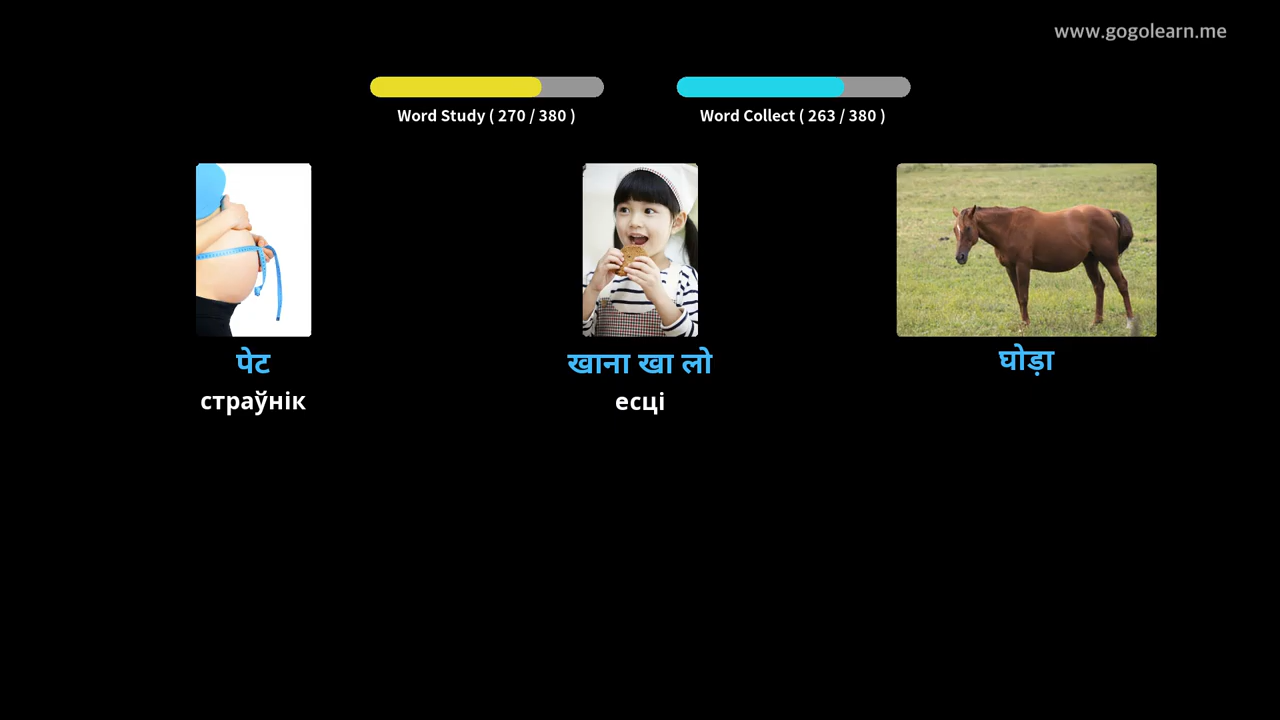 www.gogolearn.me
Word Study ( 270 / 380 )
Word Collect ( 263 / 380 )
पेट
खाना खा लो
घोड़ा
страўнік
есці